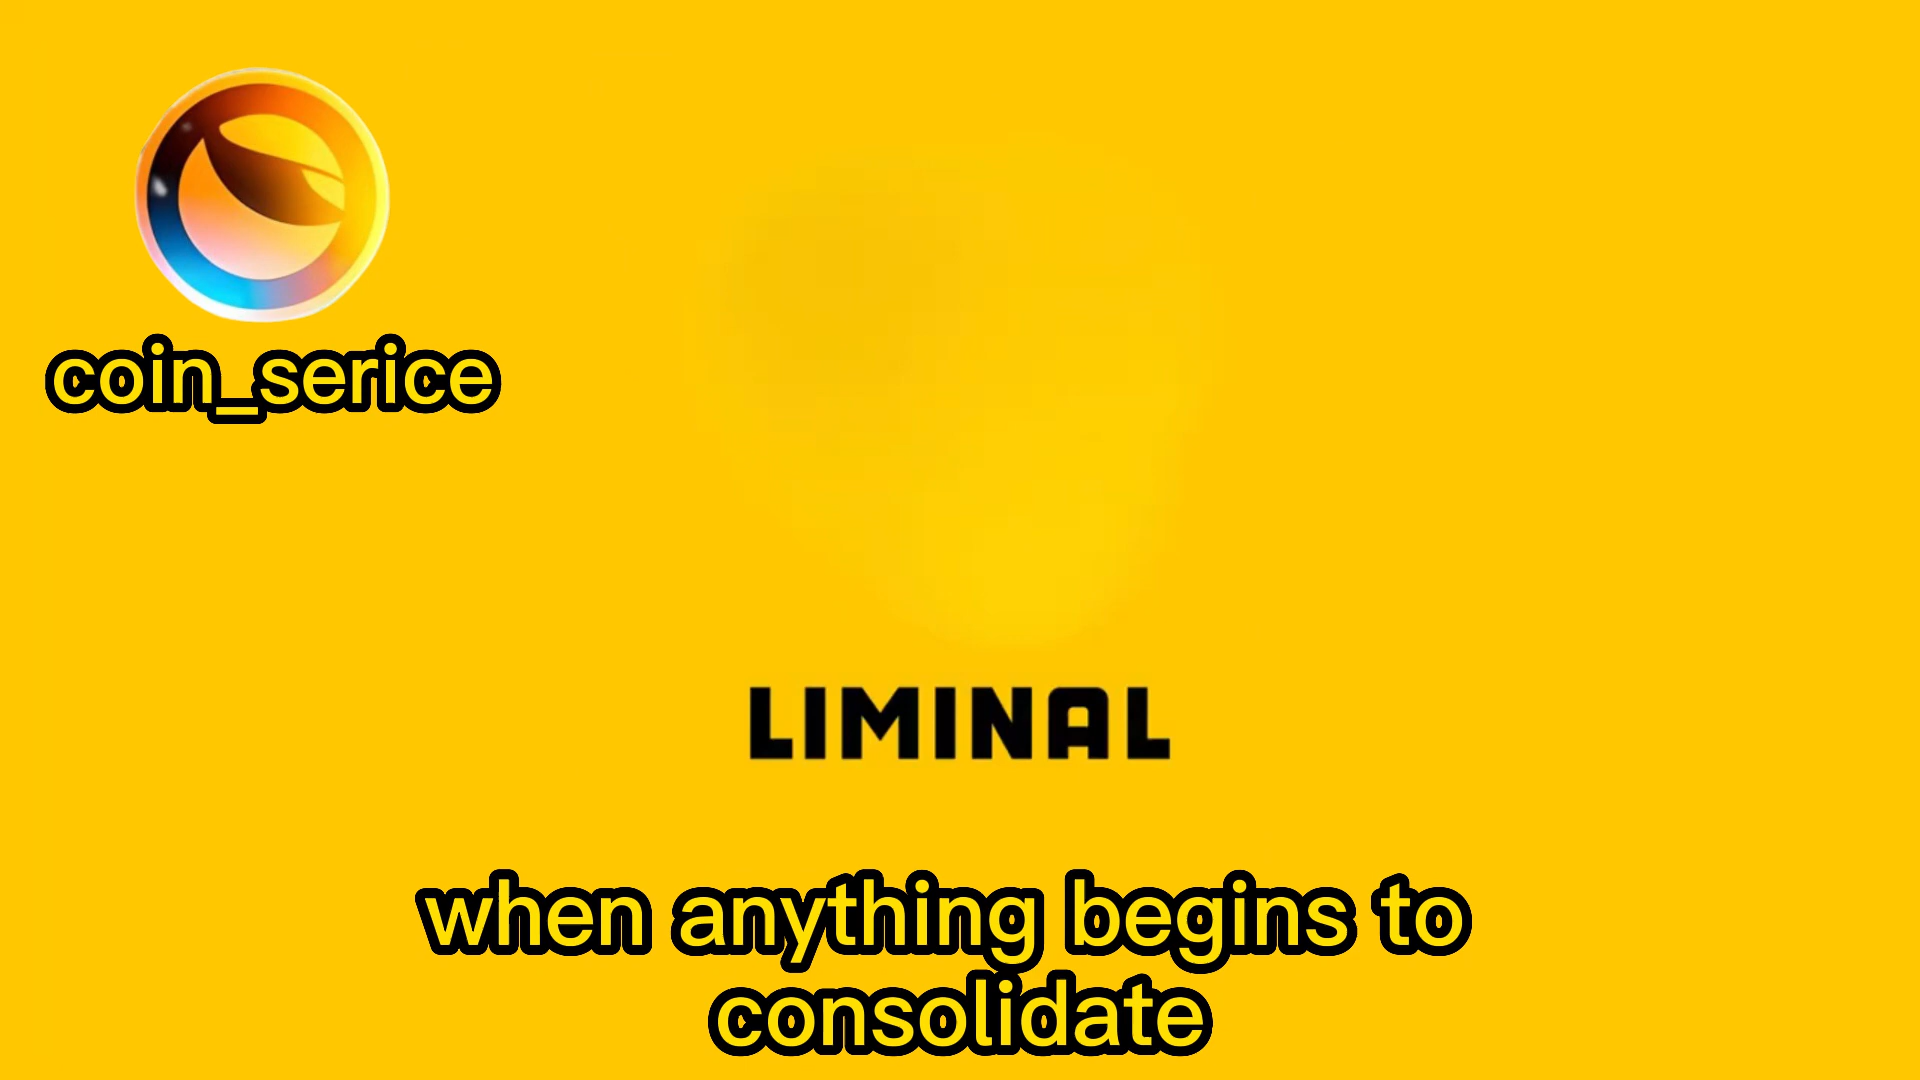 coin_serice
LIMINAL
when anything begins to
consolidate